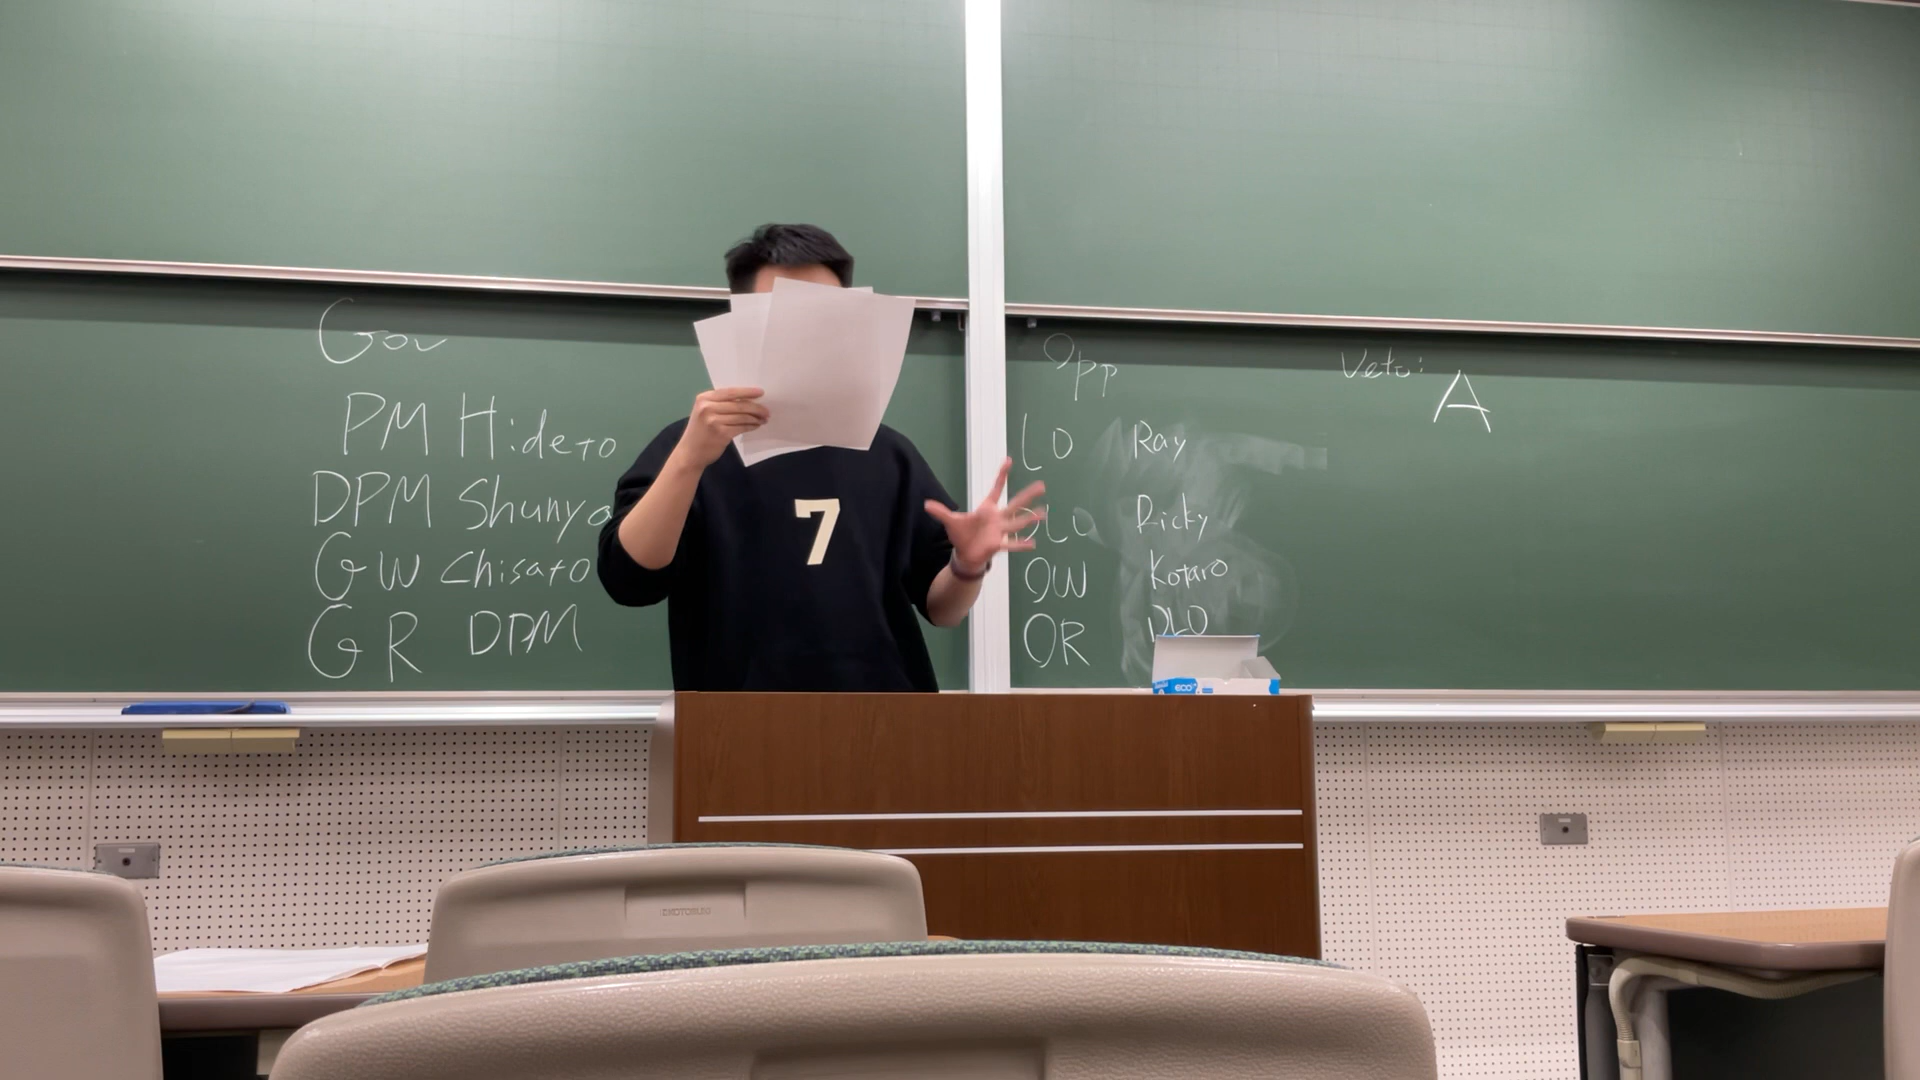 Gov
PM Hideto
DPM Shunya
GW Chisato
GR DPM
7
Opp
LO Ray
DLO Ricky
OW Kotaro
OR DLO
Veto:
A